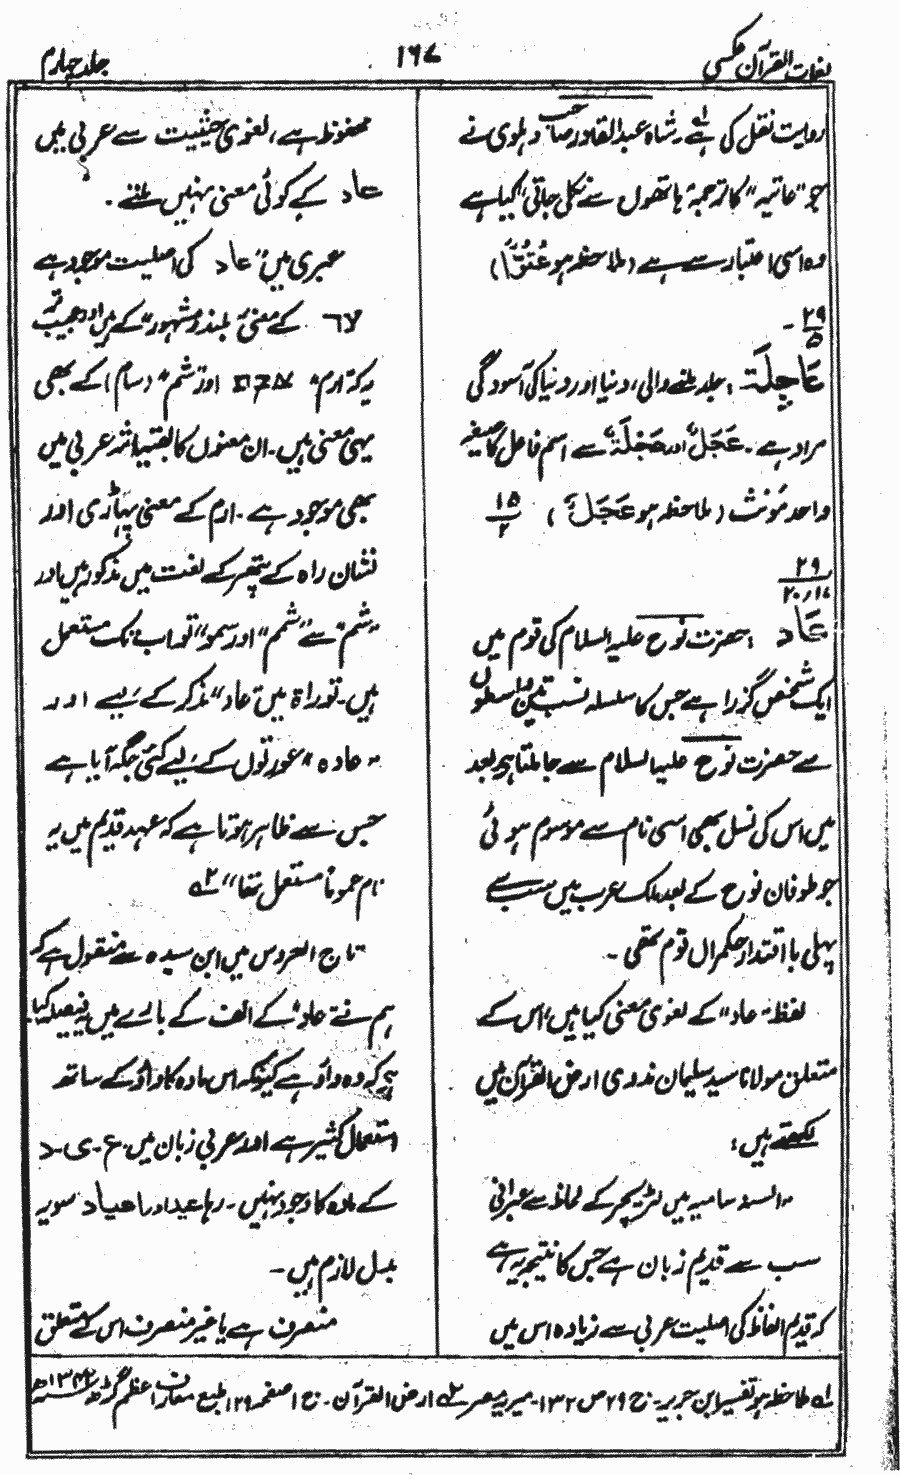 لغات القرآن عکسی
۱۶۷
جلد چہارم
روایت نقل کی ہے۔ شاہ عبدالقادر صاحب دہلوی نے
جو "عاتیہ" کا ترجمہ ہاتھوں سے نکل جاتی" کیا ہے
وہ اسی اعتبار سے ہے (ملاحظہ ہو عُتُوًّا)
۲۹
۵
عَاجِلَۃَ : جلد ملنے والی، دنیا اور دنیا کی آسودگی
مراد ہے۔ عَجَلٌ اور عَجَلَۃٌ سے اسم فاعل کا صیغہ
واحد مؤنث (ملاحظہ ہو عَجَلَ) ۱۵
۲
۲۹
۲۰،۱۷
عَاد : حضرت نوح علیہ السلام کی قوم میں
ایک شخص گزرا ہے جس کا سلسلہ نسب تین واسطوں
سے حضرت نوح علیہ السلام سے جا ملتا ہے بعد
میں اس کی نسل بھی اسی نام سے موسوم ہوئی
جو طوفان نوح کے بعد ملک عرب میں سب سے
پہلی با اقتدار حکمراں قوم تھی۔
لفظ "عاد" کے لغوی معنی کیا ہیں؟ اس کے
متعلق مولانا سید سلیمان ندوی ارض القرآن میں
لکھتے ہیں:
"السنہ سامیہ میں لٹریچر کے لحاظ سے عبرانی
سب سے قدیم زبان ہے جس کا نتیجہ یہ ہے
کہ قدیم الفاظ کی اصلیت عربی سے زیادہ اس میں
محفوظ ہے، لغوی حیثیت سے عربی میں
عاد کے کوئی معنی نہیں ملتے۔
عبری میں "عاد" کی اصلیت موجود ہے
کے معنی "بلند و مشہور" کے ہیں اور عجیب تر
یہ کہ "ارم" اور "شم" (سام) کے بھی
یہی معنی ہیں۔ ان معنوں کا بقیہ اثر عربی میں
بھی موجود ہے۔ ارم کے معنی پہاڑی اور
نشان راہ کے پتھر کے لغت میں مذکور ہیں اور
"شم" سے "شمم" اور "سمو" تو اب تک مستعمل
ہیں۔ توراۃ میں "عاد" مذکر کے لیے اور
"عادہ" عورتوں کے لیے کئی جگہ آیا ہے
جس سے ظاہر ہوتا ہے کہ عہد قدیم میں یہ
نام عموماً مستعمل تھا" ۲؎
تاج العروس میں ابن سیدہ سے منقول ہے کہ
ہم نے "عاد" کے الف کے بارے میں یہ فیصلہ کیا
ہے کہ وہ واؤ ہے کیونکہ اس مادہ کا واؤ کے ساتھ
استعمال کثیر ہے اور عربی زبان میں ع۔ی۔د
کے مادہ کا وجود نہیں۔ رہا عید اور اعیاد سو یہ
بدل لازم ہیں۔
منصرف ہے یا غیر منصرف اس کے متعلق
۱؎ ملاحظہ ہو تفسیر ابن جریر۔ ج ۲۹ ص ۱۳۲۔ میریہ مصر ۲؎ ارض القرآن۔ ج ۱ صفحہ ۱۲۹ طبع معارف اعظم گڑھ